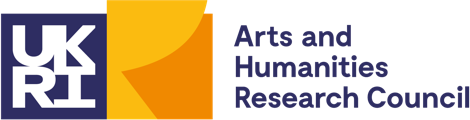 UK
RI
Arts and
Humanities
Research Council